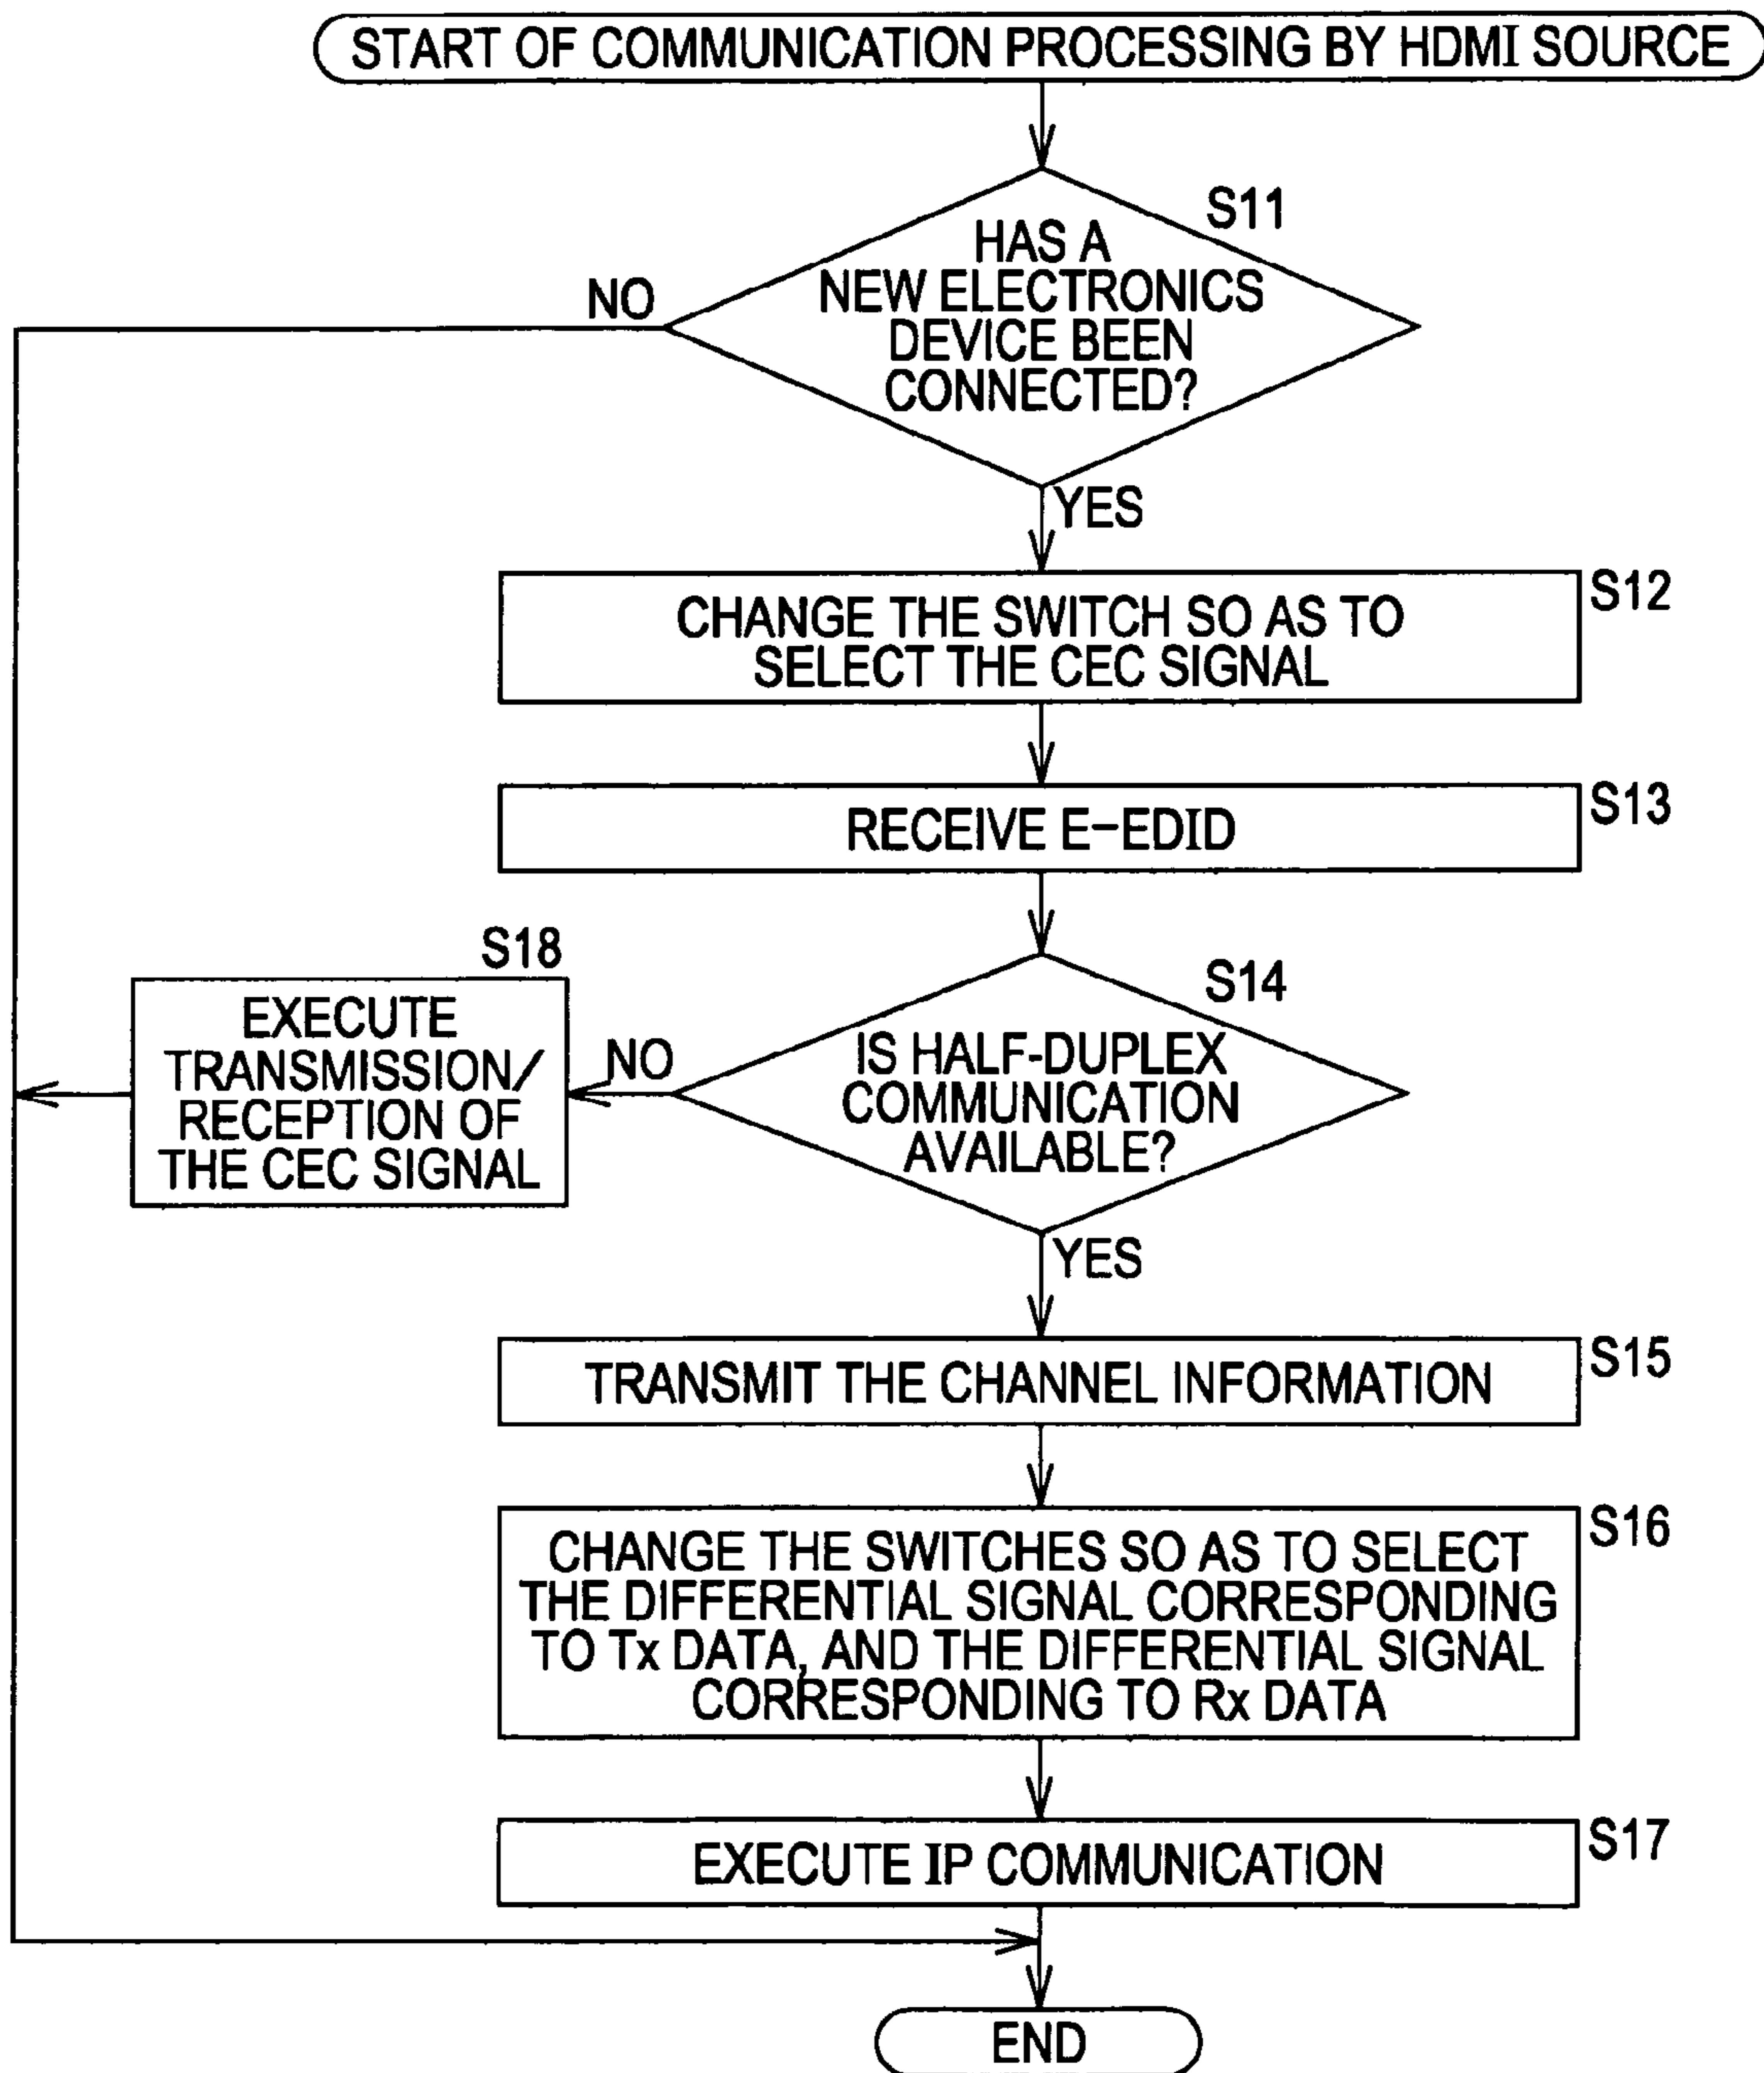 START OF COMMUNICATION PROCESSING BY HDMI SOURCE
S11
HAS A
NEW ELECTRONICS
DEVICE BEEN
CONNECTED?
NO
YES
S12
CHANGE THE SWITCH SO AS TO
SELECT THE CEC SIGNAL
S13
RECEIVE E-EDID
S14
IS HALF-DUPLEX
COMMUNICATION
AVAILABLE?
NO
S18
EXECUTE
TRANSMISSION/
RECEPTION OF
THE CEC SIGNAL
YES
S15
TRANSMIT THE CHANNEL INFORMATION
S16
CHANGE THE SWITCHES SO AS TO SELECT
THE DIFFERENTIAL SIGNAL CORRESPONDING
TO Tx DATA, AND THE DIFFERENTIAL SIGNAL
CORRESPONDING TO Rx DATA
S17
EXECUTE IP COMMUNICATION
END